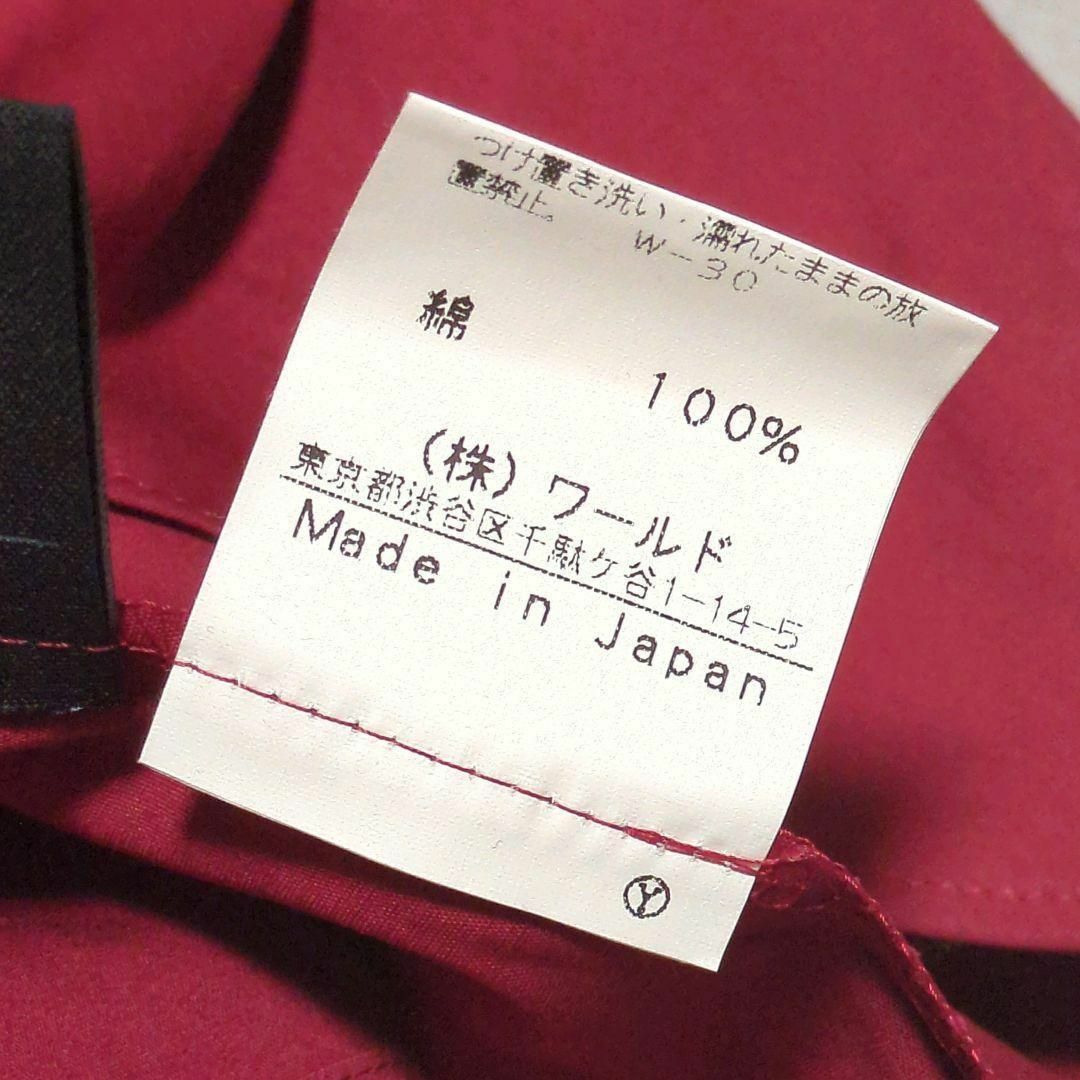 つけ置き洗い・濡れたままの放
置禁止。
W-30
綿
100%
(株)ワールド
東京都渋谷区千駄ケ谷1-14-5
Made in Japan
Y